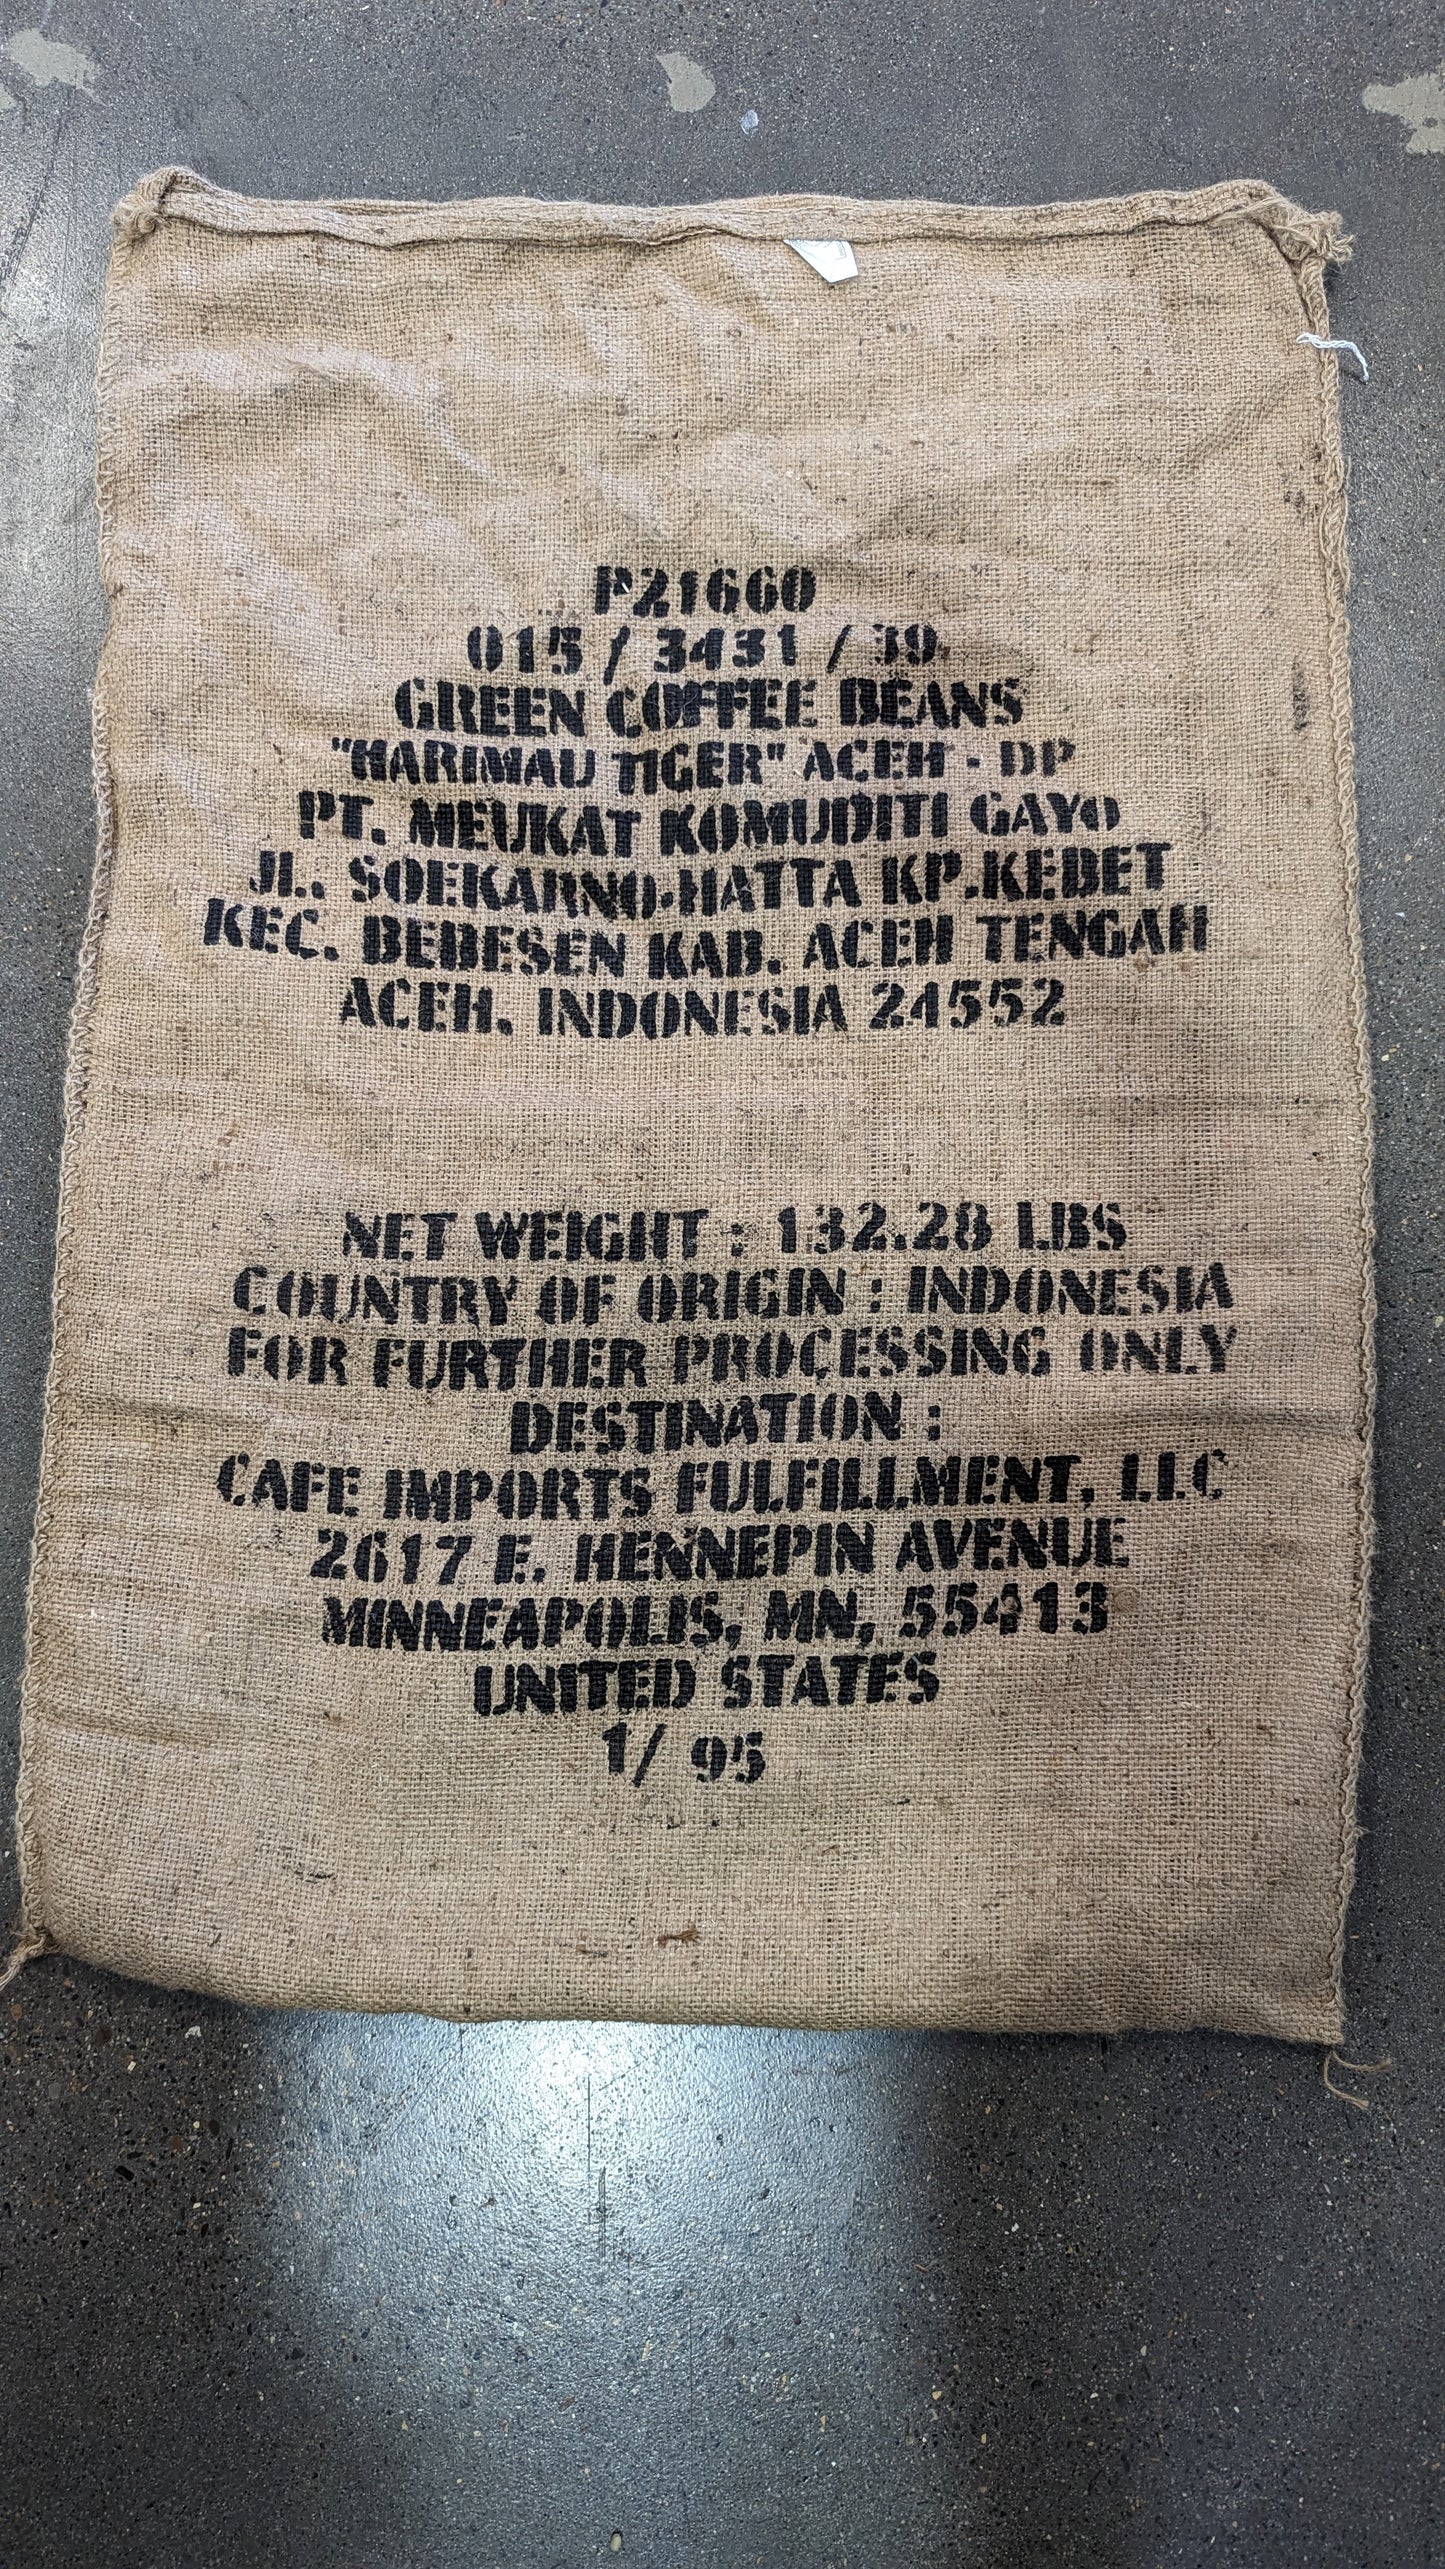 P21660
015 / 3431 / 39
GREEN COFFEE BEANS
"HARIMAU TIGER" ACEH - DP
PT. MEUKAT KOMUDITI GAYO
JL. SOEKARNO-HATTA KP.KEBET
KEC. BEBESEN KAB. ACEH TENGAH
ACEH, INDONESIA 24552
NET WEIGHT : 132.28 LBS
COUNTRY OF ORIGIN : INDONESIA
FOR FURTHER PROCESSING ONLY
DESTINATION :
CAFE IMPORTS FULFILLMENT, LLC
2617 E. HENNEPIN AVENUE
MINNEAPOLIS, MN, 55413
UNITED STATES
1/ 95